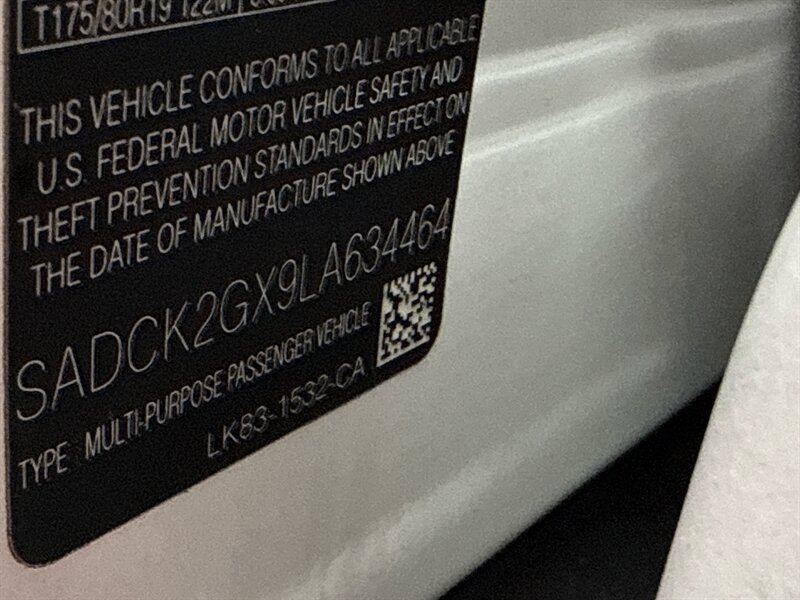 T175/80R19 122M
THIS VEHICLE CONFORMS TO ALL APPLICABLE
U.S. FEDERAL MOTOR VEHICLE SAFETY AND
THEFT PREVENTION STANDARDS IN EFFECT ON
THE DATE OF MANUFACTURE SHOWN ABOVE
SADCK2GX9LA634464
TYPE MULTI-PURPOSE PASSENGER VEHICLE
LK83-1532-CA